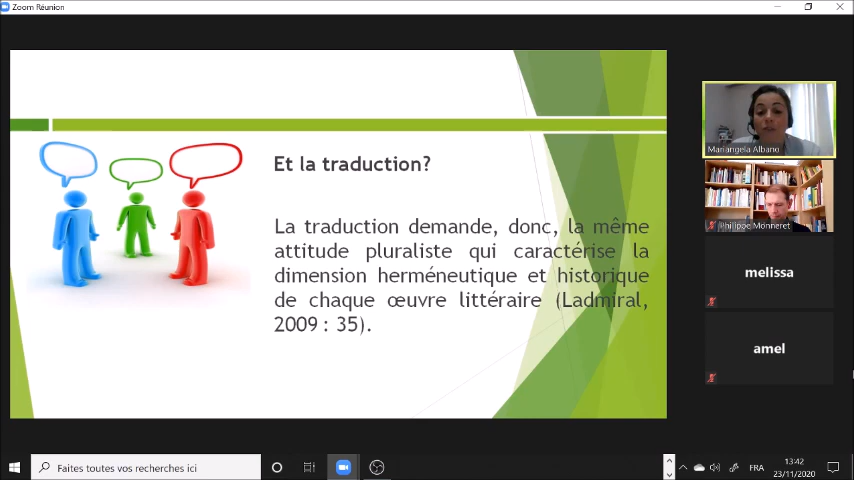 Zoom Réunion
Et la traduction?
La traduction demande, donc, la même
attitude pluraliste qui caractérise la
dimension herméneutique et historique
de chaque œuvre littéraire (Ladmiral,
2009 : 35).
Mariangela Albano
Philippe Monneret
melissa
amel
Faites toutes vos recherches ici
FRA
13:42
23/11/2020